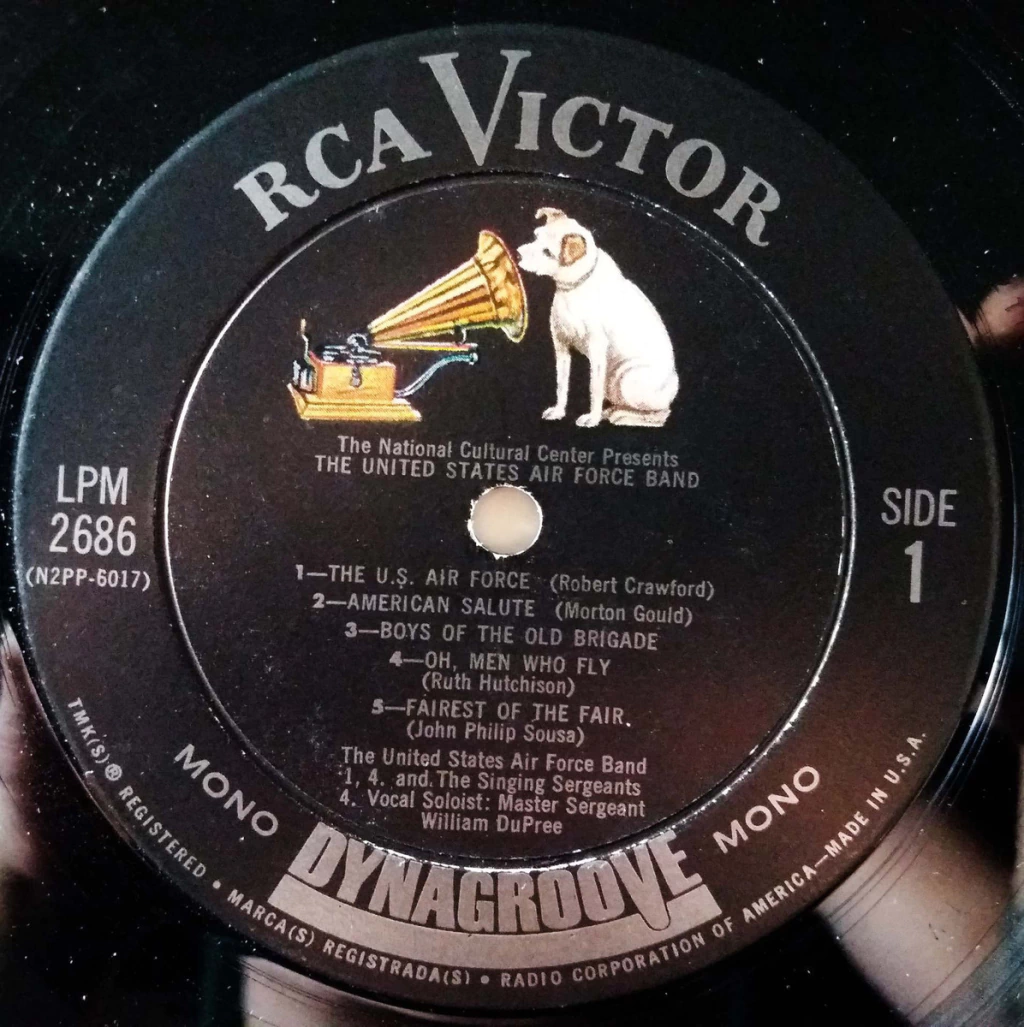 RCA VICTOR
The National Cultural Center Presents
THE UNITED STATES AIR FORCE BAND
LPM
2686
(N2PP-6017)
SIDE
1
1—THE U.S. AIR FORCE (Robert Crawford)
2—AMERICAN SALUTE (Morton Gould)
3—BOYS OF THE OLD BRIGADE
4—OH, MEN WHO FLY
(Ruth Hutchison)
5—FAIREST OF THE FAIR.
(John Philip Sousa)
The United States Air Force Band
1, 4. and The Singing Sergeants
4. Vocal Soloist: Master Sergeant
William DuPree
MONO
DYNAGROOVE
MONO
TMK(S) ® REGISTERED • MARCA(S) REGISTRADA(S) • RADIO CORPORATION OF AMERICA—MADE IN U.S.A.